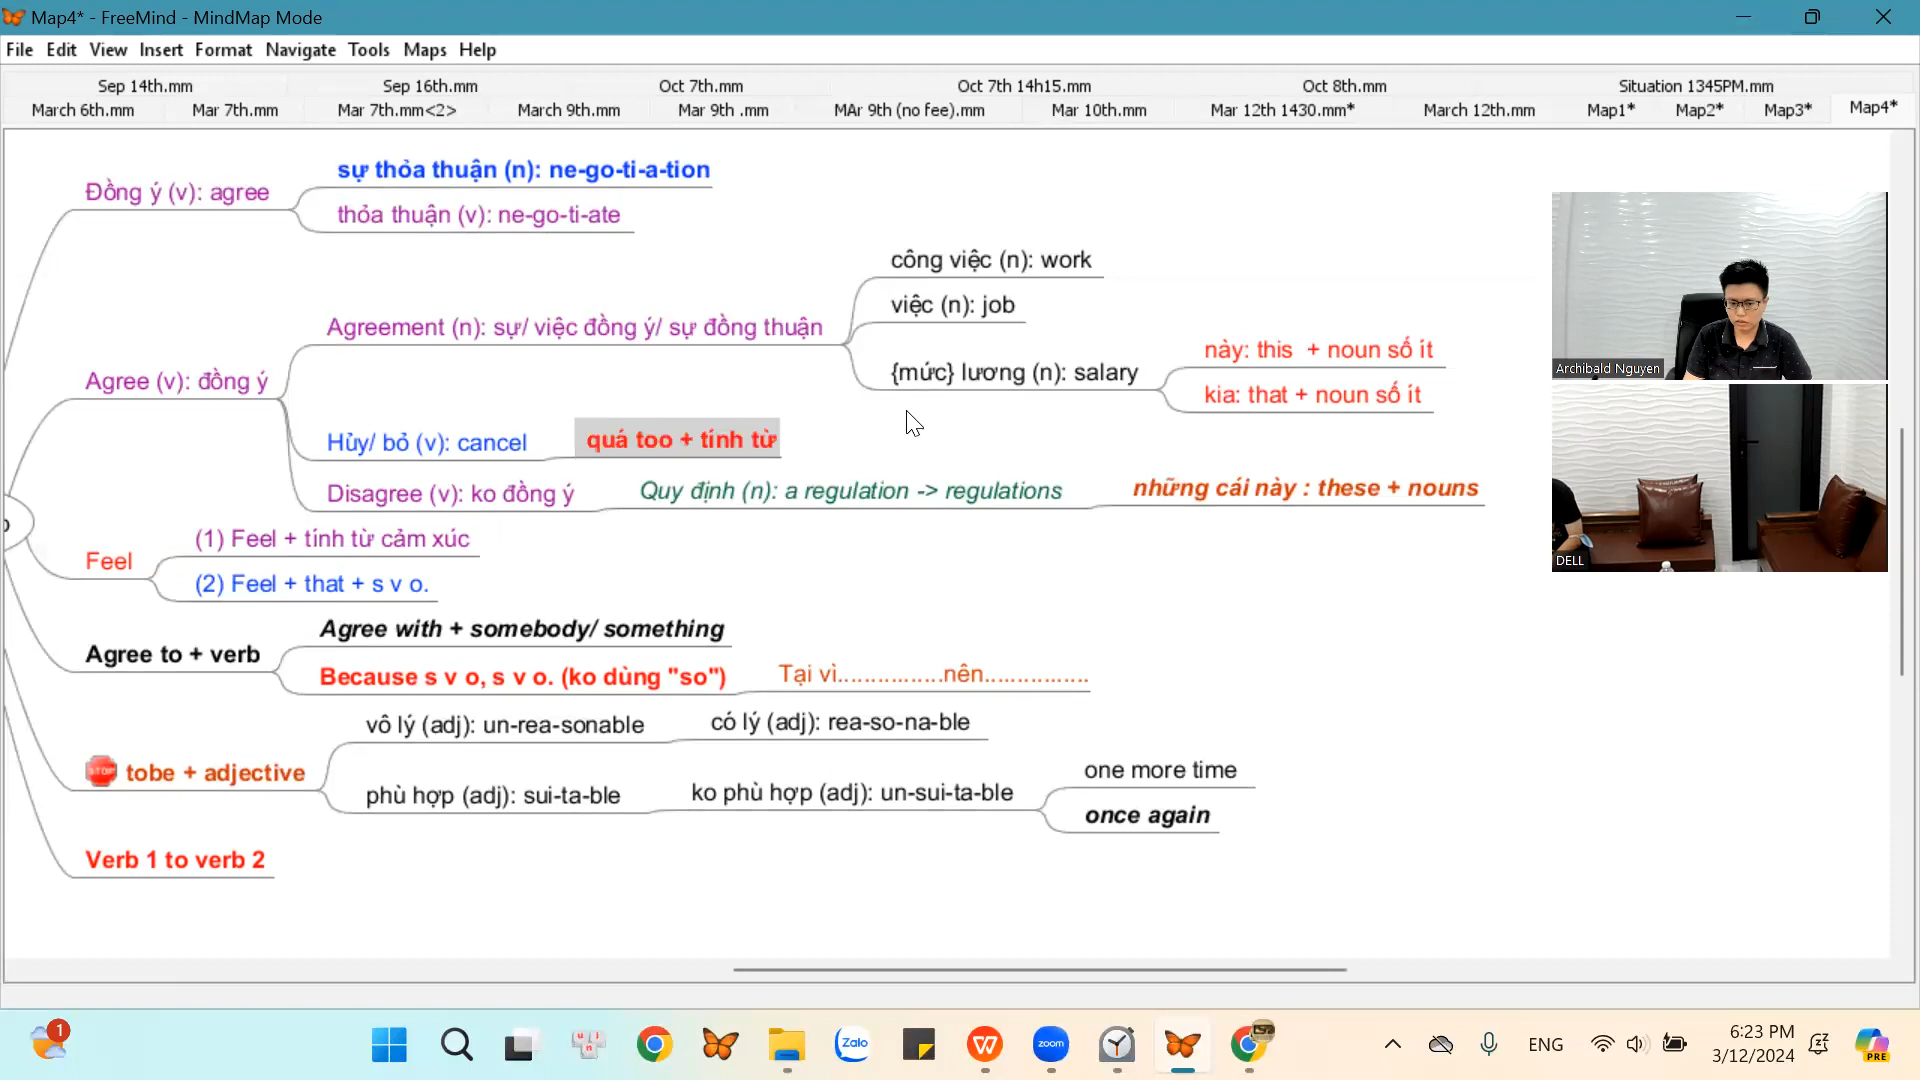 Map4* - FreeMind - MindMap Mode
File Edit View Insert Format Navigate Tools Maps Help
Sep 14th.mm Sep 16th.mm Oct 7th.mm Oct 7th 14h15.mm Oct 8th.mm Situation 1345PM.mm
March 6th.mm Mar 7th.mm Mar 7th.mm<2> March 9th.mm Mar 9th .mm MAr 9th (no fee).mm Mar 10th.mm Mar 12th 1430.mm* March 12th.mm Map1* Map2* Map3* Map4*
Đồng ý (v): agree
sự thỏa thuận (n): ne-go-ti-a-tion
thỏa thuận (v): ne-go-ti-ate
Agree (v): đồng ý
Agreement (n): sự/ việc đồng ý/ sự đồng thuận
công việc (n): work
việc (n): job
{mức} lương (n): salary
này: this + noun số ít
kia: that + noun số ít
Hủy/ bỏ (v): cancel
quá too + tính từ
Disagree (v): ko đồng ý
Quy định (n): a regulation -> regulations
những cái này : these + nouns
Feel
(1) Feel + tính từ cảm xúc
(2) Feel + that + s v o.
Agree to + verb
Agree with + somebody/ something
Because s v o, s v o. (ko dùng "so")
Tại vì................nên................
STOP
tobe + adjective
vô lý (adj): un-rea-sonable
có lý (adj): rea-so-na-ble
phù hợp (adj): sui-ta-ble
ko phù hợp (adj): un-sui-ta-ble
one more time
once again
Verb 1 to verb 2
Archibald Nguyen
DELL
1
Zalo
zoom
ENG
6:23 PM
3/12/2024
PRE